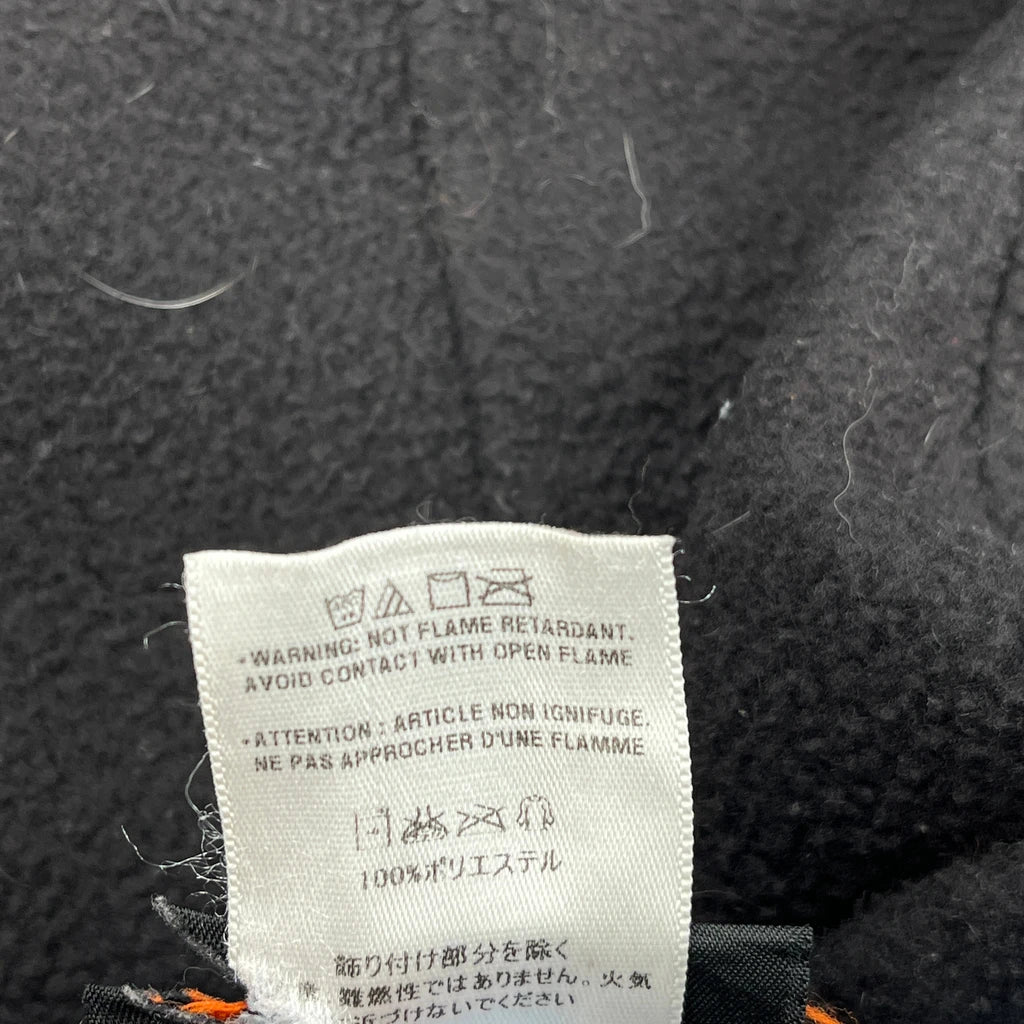 •WARNING: NOT FLAME RETARDANT.
AVOID CONTACT WITH OPEN FLAME
•ATTENTION : ARTICLE NON IGNIFUGE.
NE PAS APPROCHER D'UNE FLAMME
100%ポリエステル
飾り付け部分を除く
難燃性ではありません。火気
近づけないでください